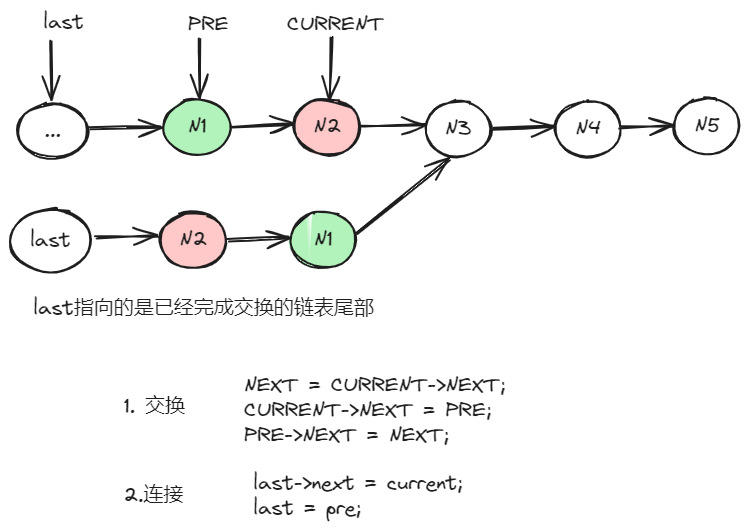 last PRE CURRENT
... N1 N2 N3 N4 N5
last N2 N1
last指向的是已经完成交换的链表尾部
1. 交换
NEXT = CURRENT->NEXT;
CURRENT->NEXT = PRE;
PRE->NEXT = NEXT;
2.连接
last->next = current;
last = pre;